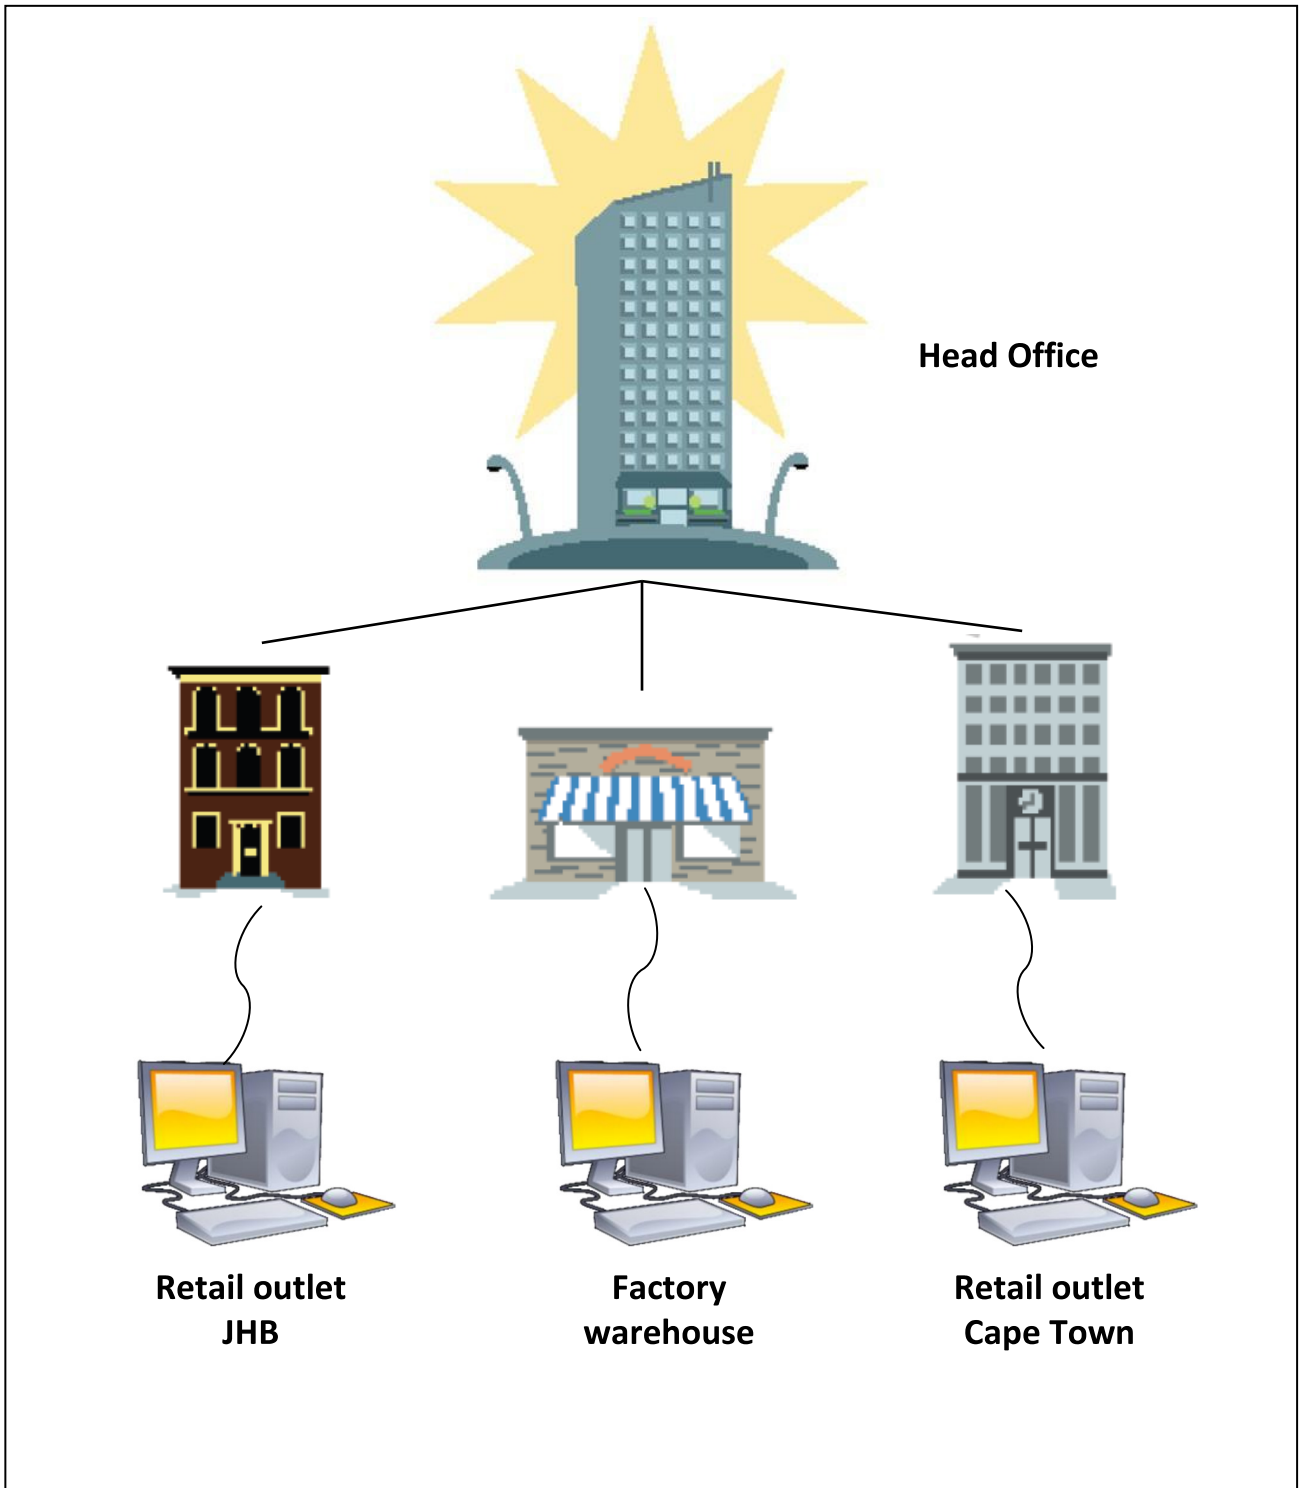 Head Office
Retail outlet
JHB
Factory
warehouse
Retail outlet
Cape Town